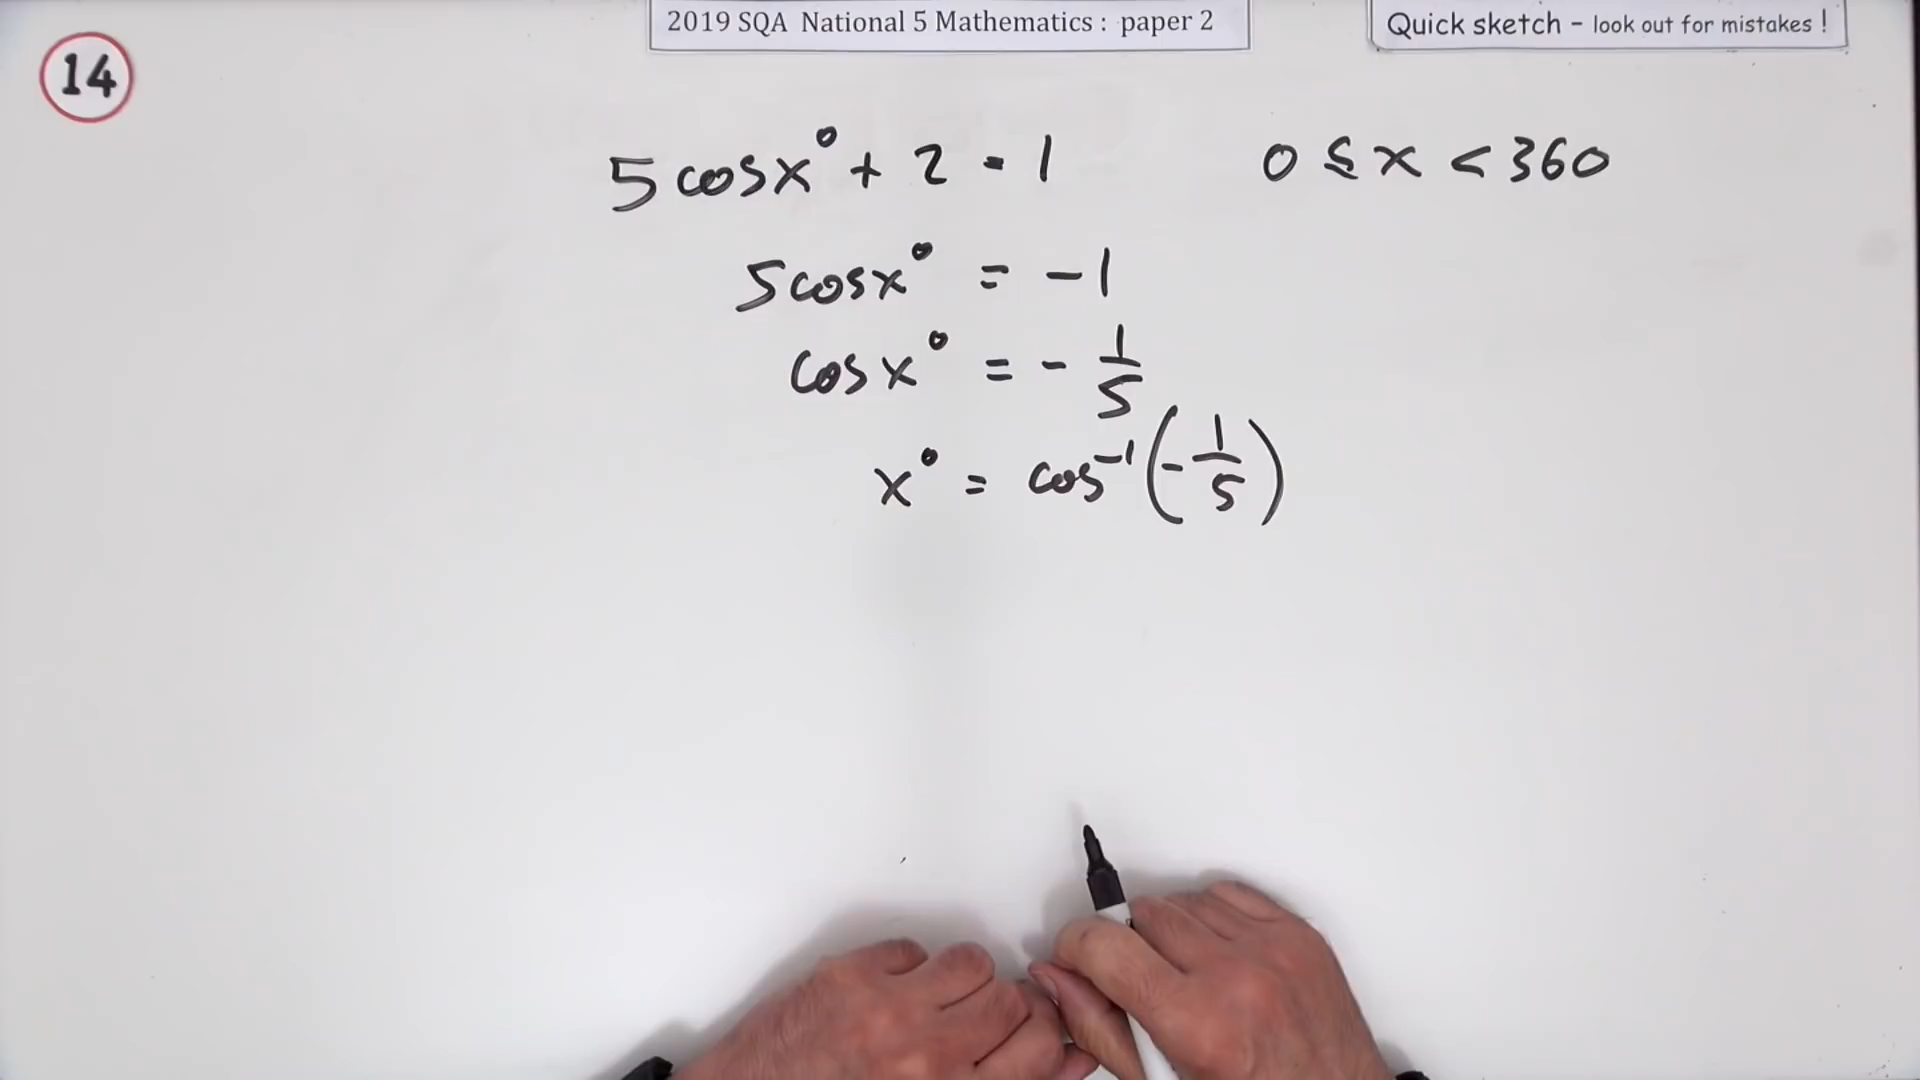 2019 SQA National 5 Mathematics : paper 2
Quick sketch – look out for mistakes !
14
5cosx° + 2 = 1 0 ≤ x < 360
5cosx° = -1
cosx° = - 1/5
x° = cos⁻¹(-1/5)